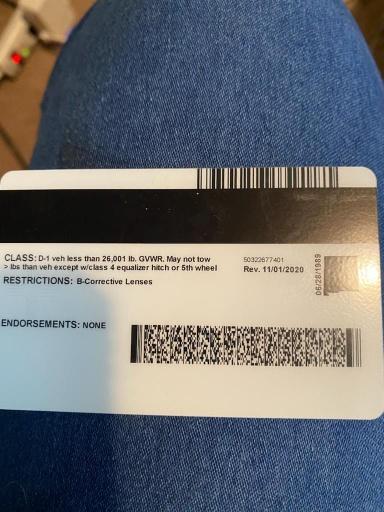 CLASS: D-1 veh less than 26,001 lb. GVWR. May not tow
> lbs than veh except w/class 4 equalizer hitch or 5th wheel
RESTRICTIONS: B-Corrective Lenses
ENDORSEMENTS: NONE
50322677401
Rev. 11/01/2020
06/28/1989